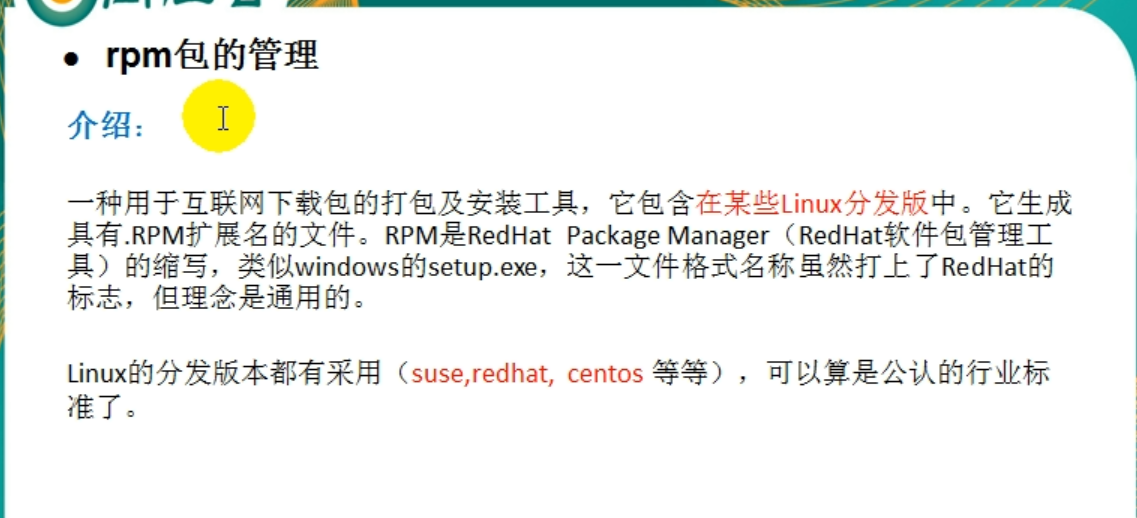 • rpm包的管理
介绍：
一种用于互联网下载包的打包及安装工具，它包含在某些Linux分发版中。它生成
具有.RPM扩展名的文件。RPM是RedHat Package Manager（RedHat软件包管理工
具）的缩写，类似windows的setup.exe，这一文件格式名称虽然打上了RedHat的
标志，但理念是通用的。
Linux的分发版本都有采用（suse,redhat, centos 等等），可以算是公认的行业标
准了。